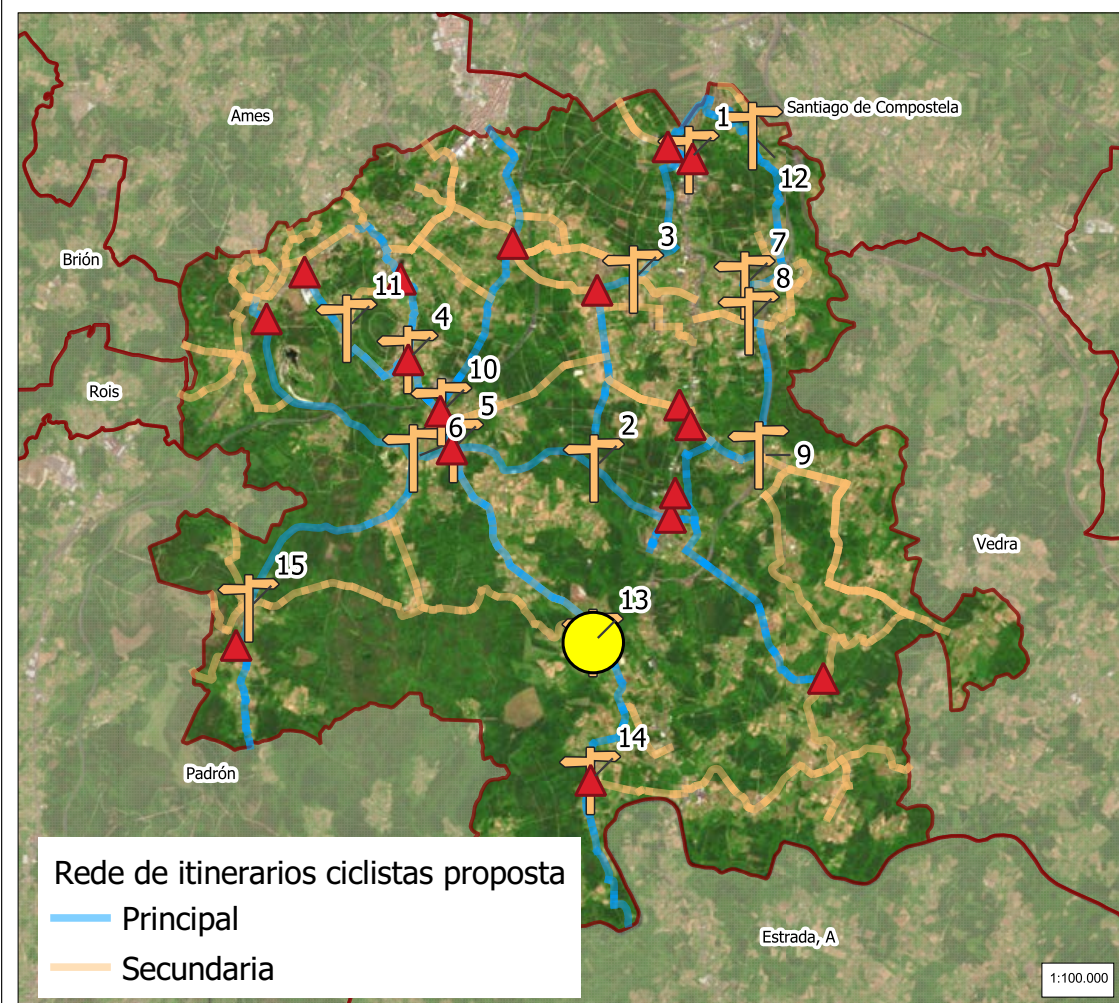 Ames
Santiago de Compostela
1
12
3
7
Brión
8
11
4
Rois
10
5
6
2
9
Vedra
15
13
14
Padrón
Rede de itinerarios ciclistas proposta
Principal
Secundaria
Estrada, A
1:100.000